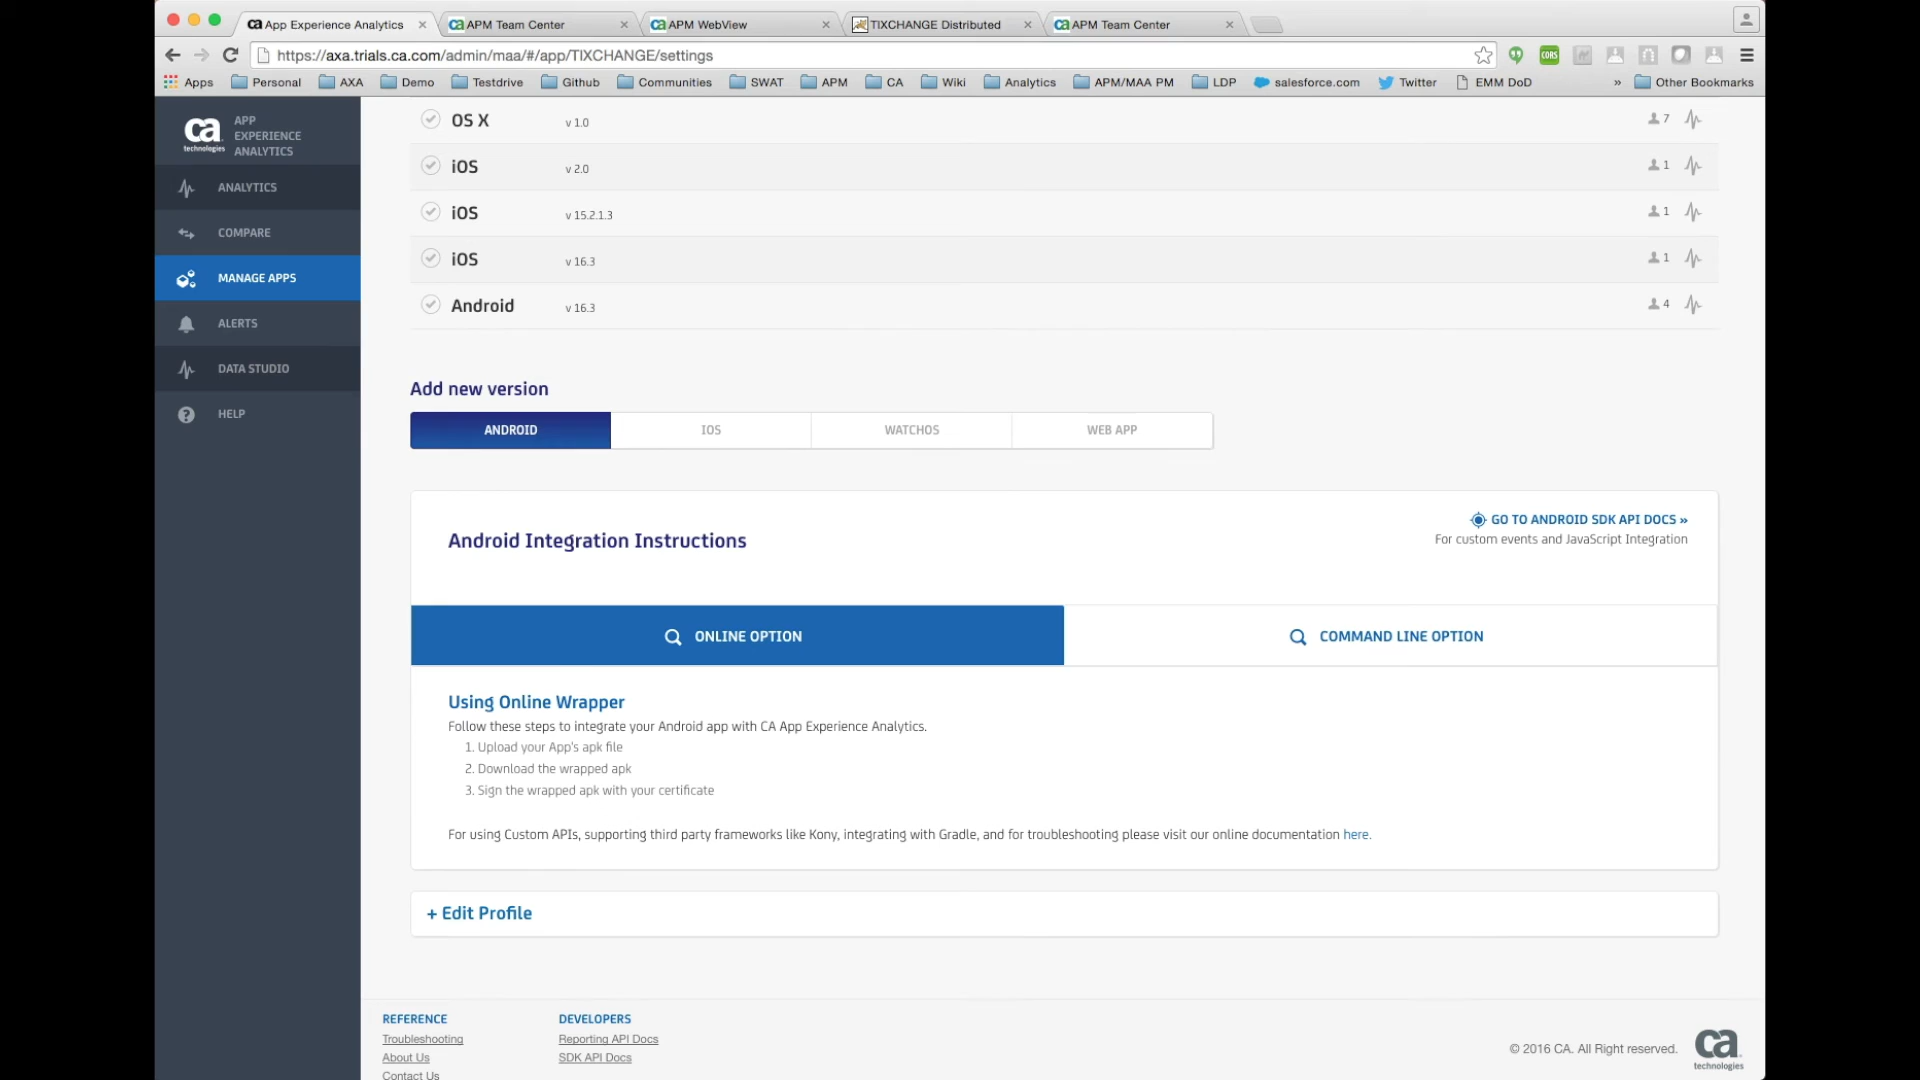 App Experience Analytics
APM Team Center
APM WebView
TIXCHANGE Distributed
APM Team Center
https://axa.trials.ca.com/admin/maa/#/app/TIXCHANGE/settings
CORS
Apps
Personal
AXA
Demo
Testdrive
Github
Communities
SWAT
APM
CA
Wiki
Analytics
APM/MAA PM
LDP
salesforce.com
Twitter
EMM DoD
»
Other Bookmarks
ca technologies
APP
EXPERIENCE
ANALYTICS
ANALYTICS
COMPARE
MANAGE APPS
ALERTS
DATA STUDIO
HELP
OS X v 1.0 7
iOS v 2.0 1
iOS v 15.2.1.3 1
iOS v 16.3 1
Android v 16.3 4
Add new version
ANDROID IOS WATCHOS WEB APP
Android Integration Instructions
GO TO ANDROID SDK API DOCS »
For custom events and JavaScript Integration
ONLINE OPTION
COMMAND LINE OPTION
Using Online Wrapper
Follow these steps to integrate your Android app with CA App Experience Analytics.
1. Upload your App's apk file
2. Download the wrapped apk
3. Sign the wrapped apk with your certificate
For using Custom APIs, supporting third party frameworks like Kony, integrating with Gradle, and for troubleshooting please visit our online documentation here.
+ Edit Profile
REFERENCE
Troubleshooting
About Us
Contact Us
DEVELOPERS
Reporting API Docs
SDK API Docs
© 2016 CA. All Right reserved.
ca technologies